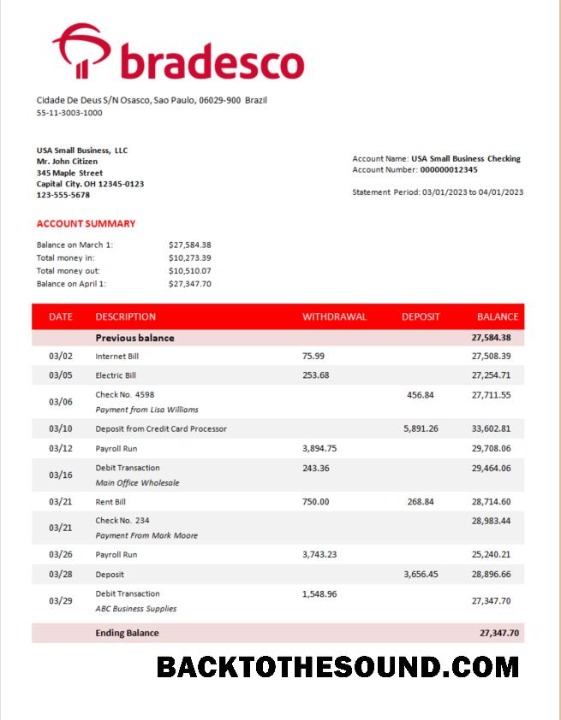 bradesco
Cidade De Deus S/N Osasco, Sao Paulo, 06029-900 Brazil
55-11-3003-1000
USA Small Business, LLC
Mr. John Citizen
345 Maple Street
Capital City. OH 12345-0123
123-555-5678
Account Name: USA Small Business Checking
Account Number: 000000012345
Statement Period: 03/01/2023 to 04/01/2023
ACCOUNT SUMMARY
Balance on March 1: $27,584.38
Total money in: $10,273.39
Total money out: $10,510.07
Balance on April 1: $27,347.70
DATE DESCRIPTION WITHDRAWAL DEPOSIT BALANCE
Previous balance 27,584.38
03/02 Internet Bill 75.99 27,508.39
03/05 Electric Bill 253.68 27,254.71
03/06 Check No. 4598 456.84 27,711.55
Payment from Lisa Williams
03/10 Deposit from Credit Card Processor 5,891.26 33,602.81
03/12 Payroll Run 3,894.75 29,708.06
03/16 Debit Transaction 243.36 29,464.06
Main Office Wholesale
03/21 Rent Bill 750.00 268.84 28,714.60
03/21 Check No. 234 28,983.44
Payment From Mark Moore
03/26 Payroll Run 3,743.23 25,240.21
03/28 Deposit 3,656.45 28,896.66
03/29 Debit Transaction 1,548.96 27,347.70
ABC Business Supplies
Ending Balance 27,347.70
BACKTOTHESOUND.COM